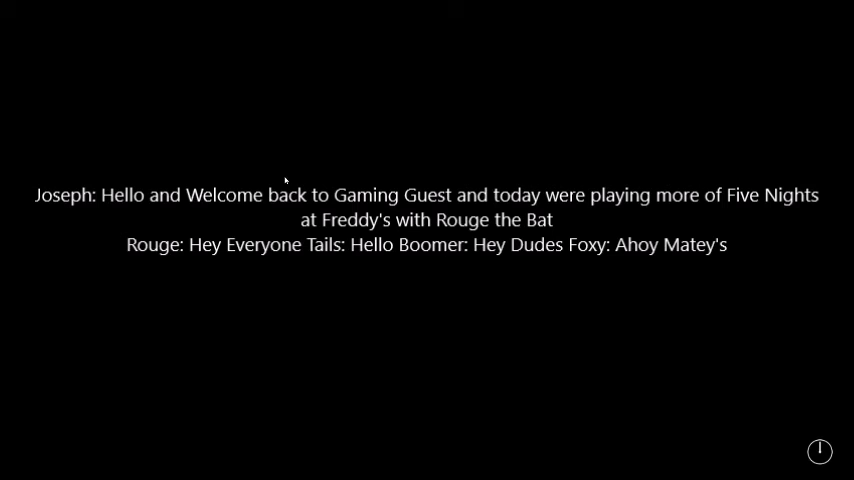 Joseph: Hello and Welcome back to Gaming Guest and today were playing more of Five Nights
at Freddy's with Rouge the Bat
Rouge: Hey Everyone Tails: Hello Boomer: Hey Dudes Foxy: Ahoy Matey's